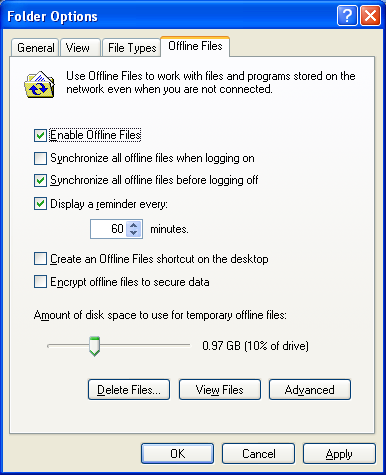 Folder Options
General View File Types Offline Files
Use Offline Files to work with files and programs stored on the
network even when you are not connected.
Enable Offline Files
Synchronize all offline files when logging on
Synchronize all offline files before logging off
Display a reminder every:
60 minutes.
Create an Offline Files shortcut on the desktop
Encrypt offline files to secure data
Amount of disk space to use for temporary offline files:
0.97 GB (10% of drive)
Delete Files... View Files Advanced
OK Cancel Apply